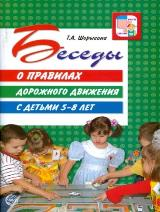 Т.А. Шорыгина
Беседы
О ПРАВИЛАХ
ДОРОЖНОГО ДВИЖЕНИЯ
С ДЕТЬМИ 5–8 ЛЕТ